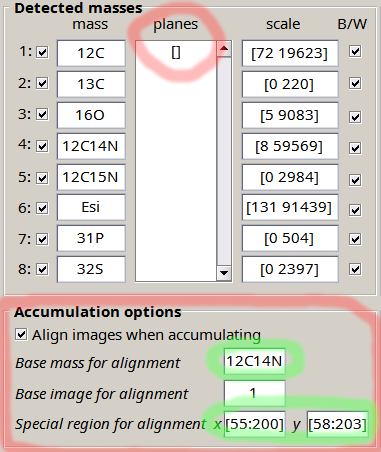 Detected masses
mass planes scale B/W
1: 12C [] [72 19623]
2: 13C [0 220]
3: 16O [5 9083]
4: 12C14N [8 59569]
5: 12C15N [0 2984]
6: Esi [131 91439]
7: 31P [0 504]
8: 32S [0 2397]
Accumulation options
Align images when accumulating
Base mass for alignment 12C14N
Base image for alignment 1
Special region for alignment x [55:200] y [58:203]